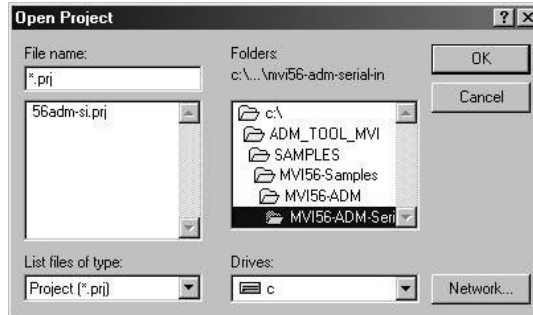 Open Project
File name:
*.prj
56adm-si.prj
List files of type:
Project (*.prj)
Folders:
c:\...\mvi56-adm-serial-in
c:\
ADM_TOOL_MVI
SAMPLES
MVI56-Samples
MVI56-ADM
MVI56-ADM-Seri
Drives:
c
OK
Cancel
Network...